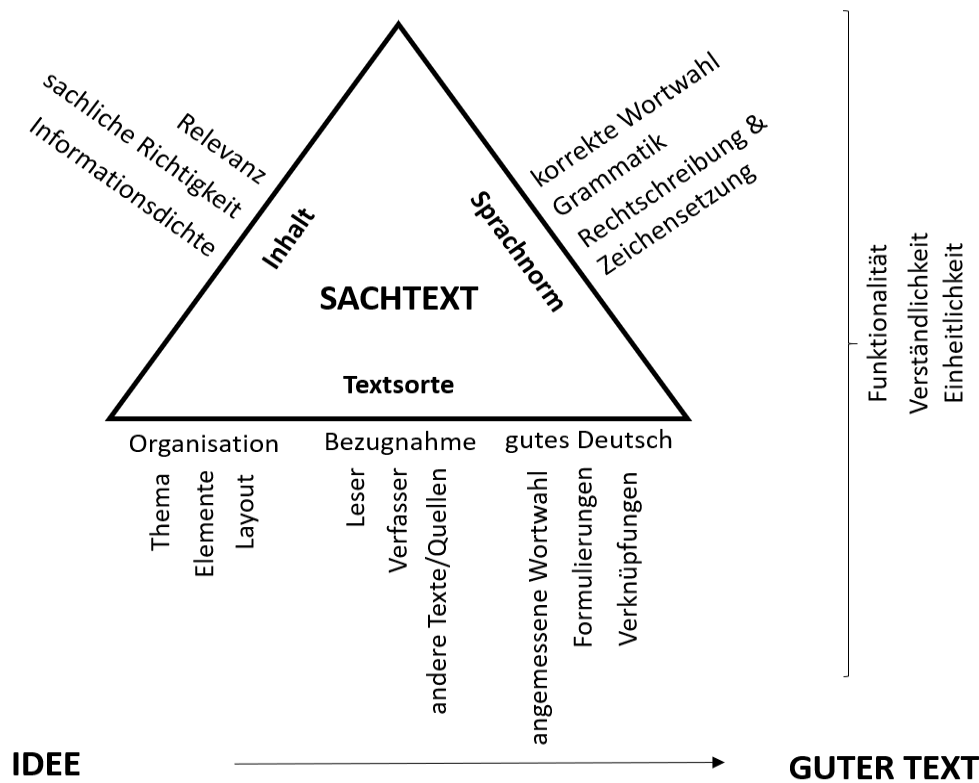 Relevanz
sachliche Richtigkeit
Informationsdichte
Inhalt
korrekte Wortwahl
Grammatik
Rechtschreibung &
Zeichensetzung
Sprachnorm
SACHTEXT
Textsorte
Organisation
Thema
Elemente
Layout
Bezugnahme
Leser
Verfasser
andere Texte/Quellen
gutes Deutsch
angemessene Wortwahl
Formulierungen
Verknüpfungen
Funktionalität
Verständlichkeit
Einheitlichkeit
IDEE
GUTER TEXT